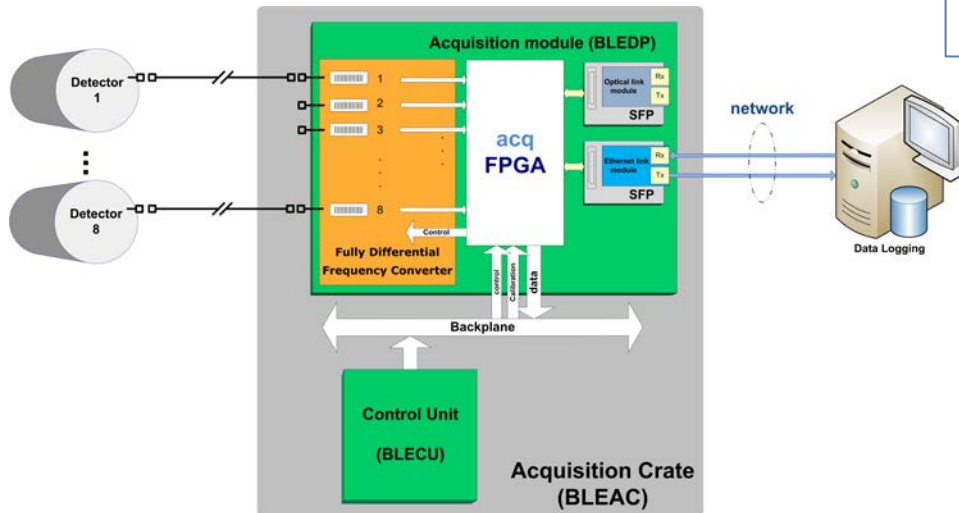 Acquisition module (BLEDP)
Detector
1
1
2
3
8
Detector
8
acq
FPGA
Optical link
module
Rx
Tx
SFP
Ethernet link
module
Rx
Tx
SFP
network
Data Logging
Control
Fully Differential
Frequency Converter
control
Calibration
data
Backplane
Control Unit
(BLECU)
Acquisition Crate
(BLEAC)